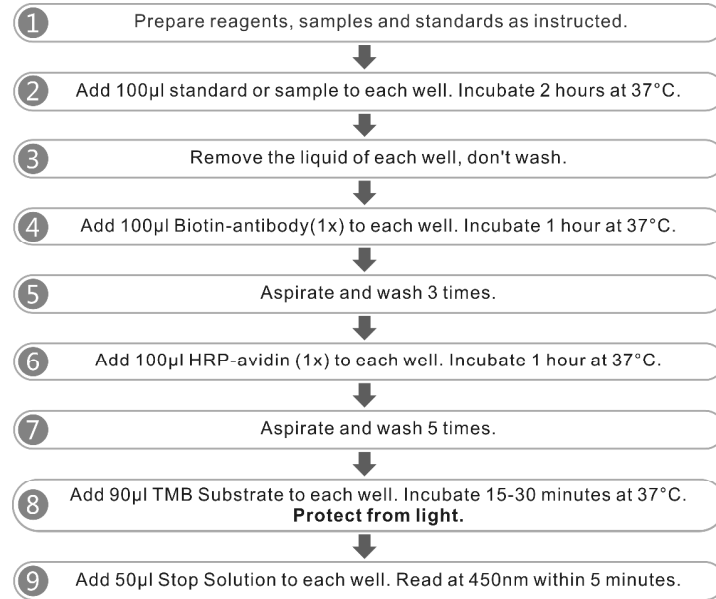 1 Prepare reagents, samples and standards as instructed.
2 Add 100μl standard or sample to each well. Incubate 2 hours at 37°C.
3 Remove the liquid of each well, don't wash.
4 Add 100μl Biotin-antibody(1x) to each well. Incubate 1 hour at 37°C.
5 Aspirate and wash 3 times.
6 Add 100μl HRP-avidin (1x) to each well. Incubate 1 hour at 37°C.
7 Aspirate and wash 5 times.
8 Add 90μl TMB Substrate to each well. Incubate 15-30 minutes at 37°C.
Protect from light.
9 Add 50μl Stop Solution to each well. Read at 450nm within 5 minutes.